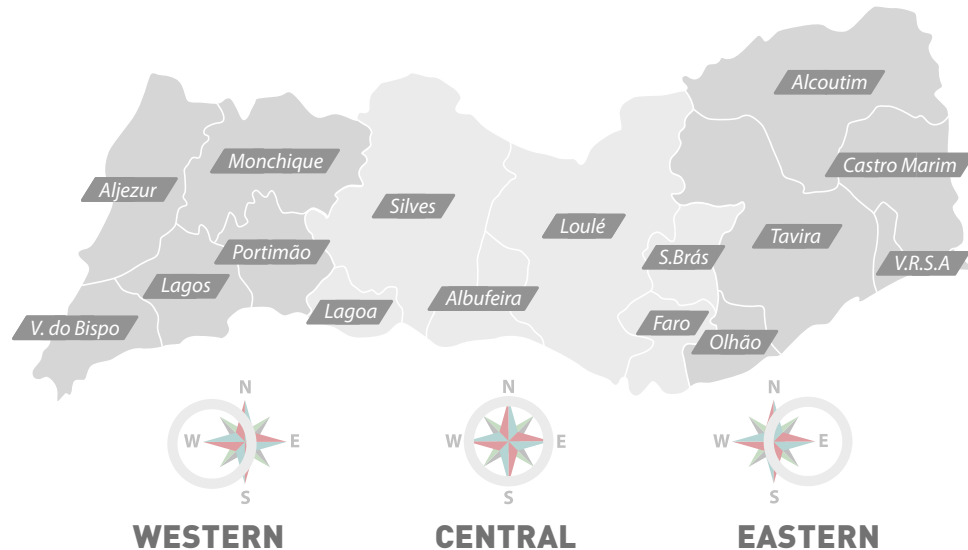 Alcoutim
Monchique
Castro Marim
Aljezur
Silves
Loulé
Tavira
Portimão
S.Brás
V.R.S.A
Lagos
Albufeira
Lagoa
V. do Bispo
Faro
Olhão
N
W
E
S
N
W
E
S
N
W
E
S
WESTERN
CENTRAL
EASTERN